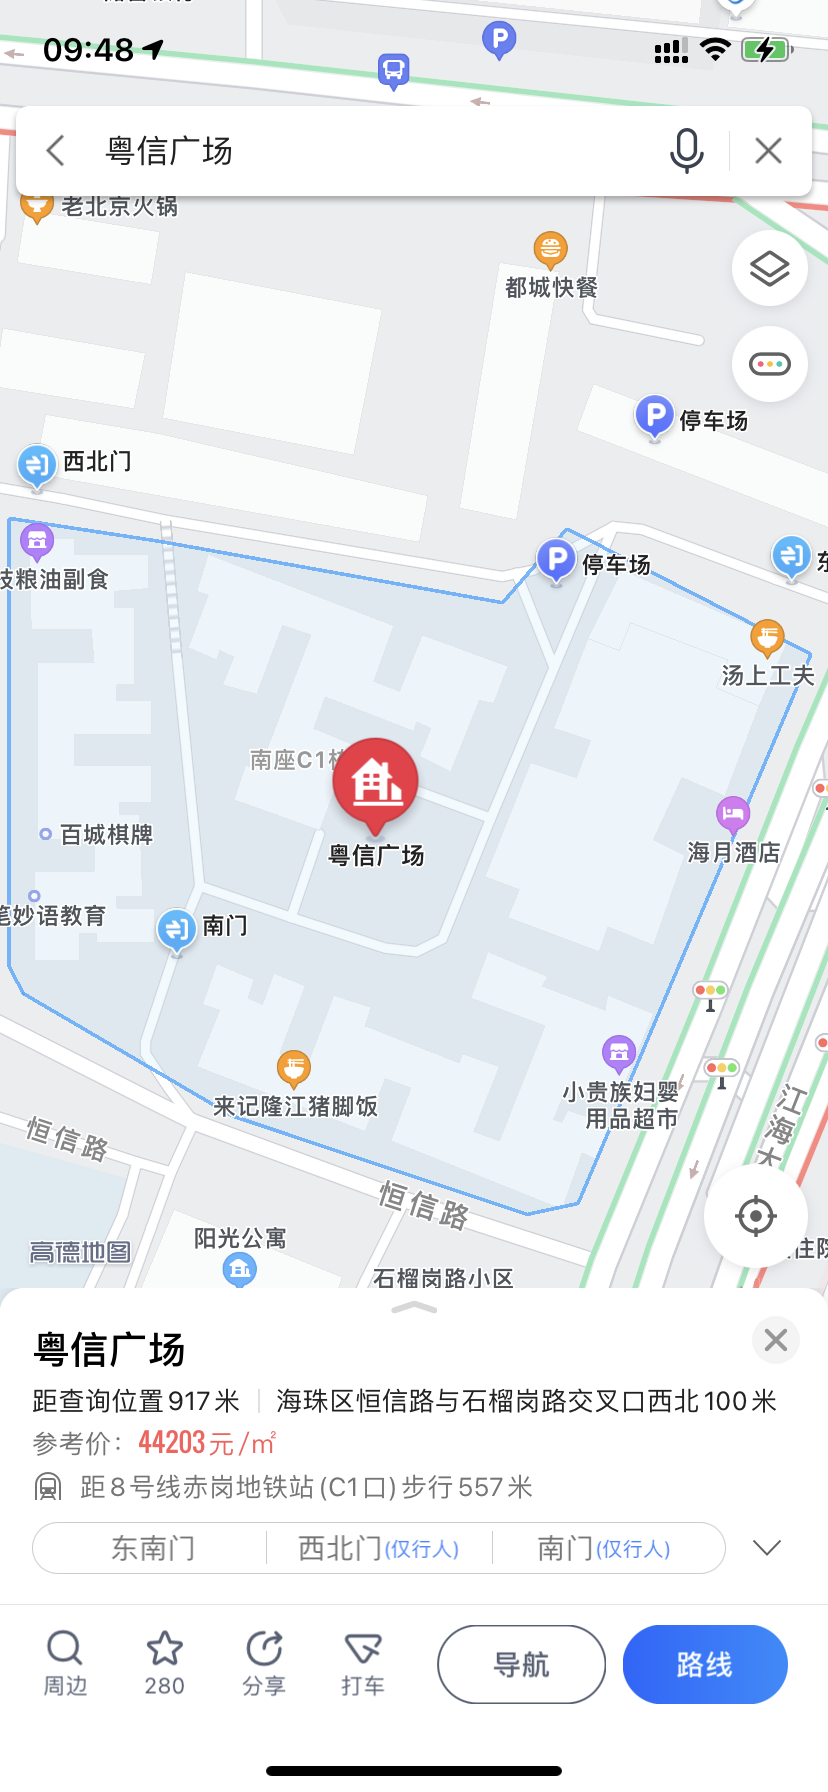 09:48
P
粤信广场
老北京火锅
都城快餐
P 停车场
西北门
P 停车场
粮油副食
汤上工夫
南座C1
粤信广场
百城棋牌
海月酒店
妙语教育
南门
来记隆江猪脚饭
小贵族妇婴
用品超市
恒信路
江海大
恒信路
阳光公寓
高德地图
住院
石榴岗路小区
粤信广场
距查询位置917米 海珠区恒信路与石榴岗路交叉口西北100米
参考价: 44203元/㎡
距8号线赤岗地铁站(C1口)步行557米
东南门 西北门(仅行人) 南门(仅行人)
周边 280 分享 打车 导航 路线